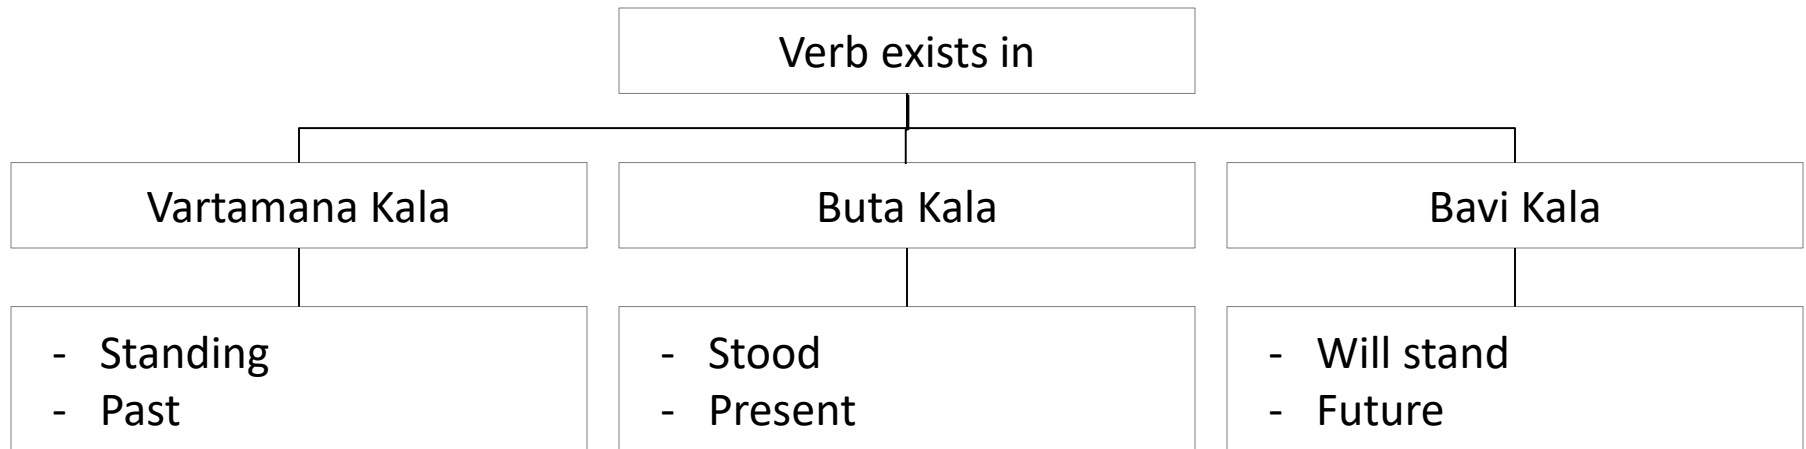 Verb exists in
Vartamana Kala
Buta Kala
Bavi Kala
- Standing
- Past
- Stood
- Present
- Will stand
- Future